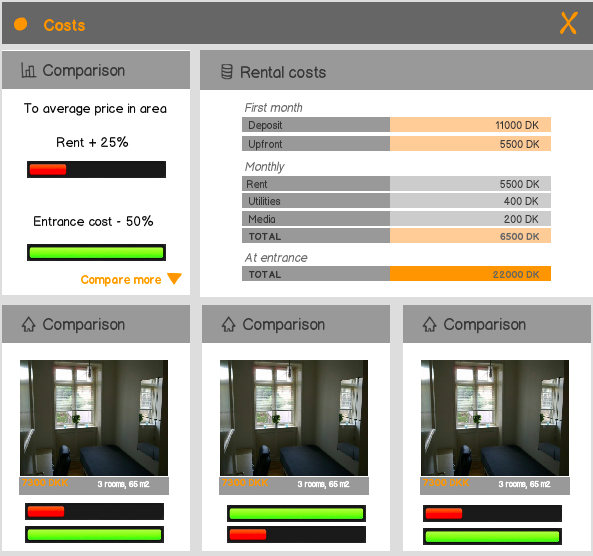 Costs
X
Comparison
To average price in area
Rent + 25%
Entrance cost - 50%
Compare more
Rental costs
First month
Deposit 11000 DK
Upfront 5500 DK
Monthly
Rent 5500 DK
Utilities 400 DK
Media 200 DK
TOTAL 6500 DK
At entrance
TOTAL 22000 DK
Comparison
7500 DKK 3 rooms, 65 m2
Comparison
7500 DKK 3 rooms, 65 m2
Comparison
7500 DKK 3 rooms, 65 m2